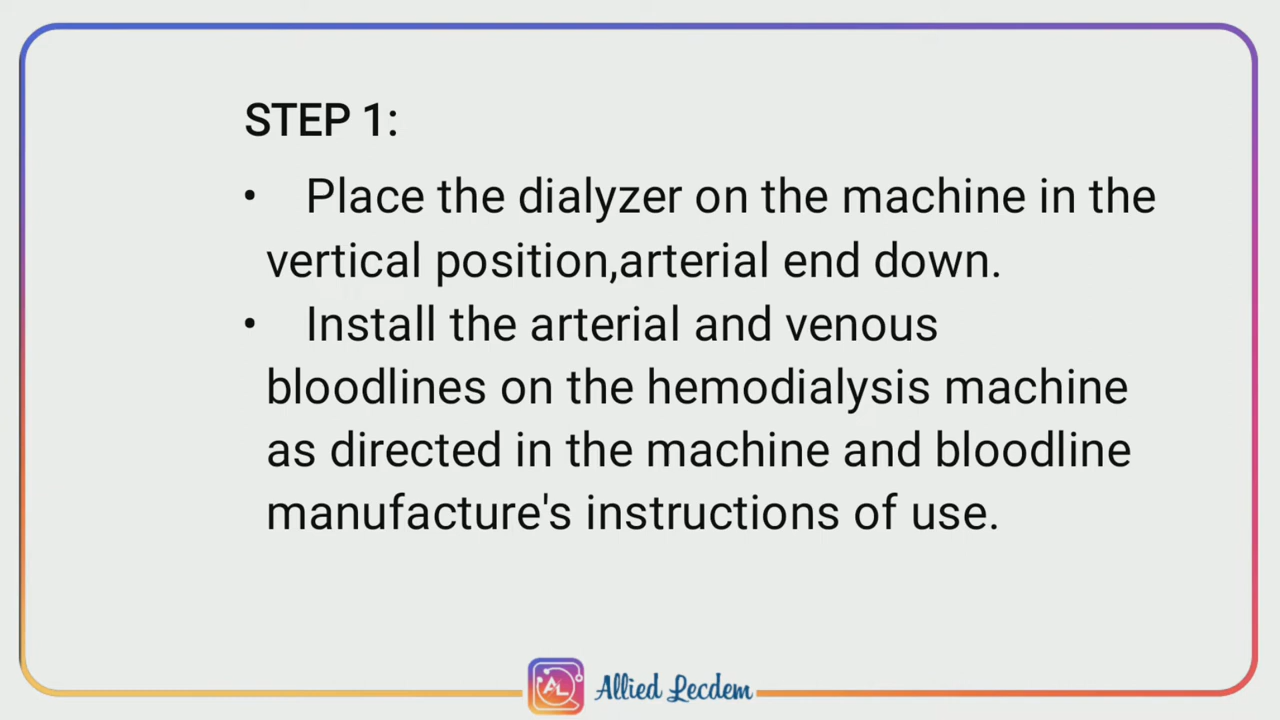 STEP 1:
• Place the dialyzer on the machine in the
vertical position,arterial end down.
• Install the arterial and venous
bloodlines on the hemodialysis machine
as directed in the machine and bloodline
manufacture's instructions of use.
AL Allied Lecdem